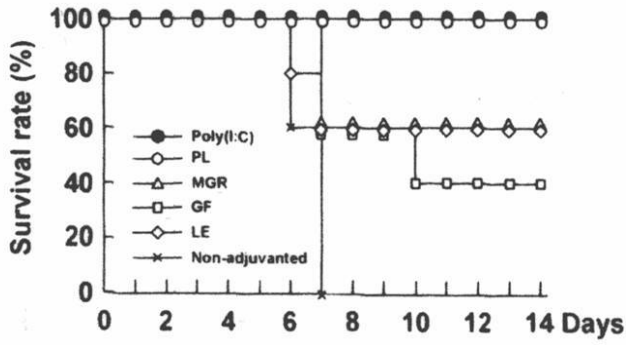 Survival rate (%)
100
80
60
40
20
0
Poly(I:C)
PL
MGR
GF
LE
Non-adjuvanted
0 2 4 6 8 10 12 14 Days